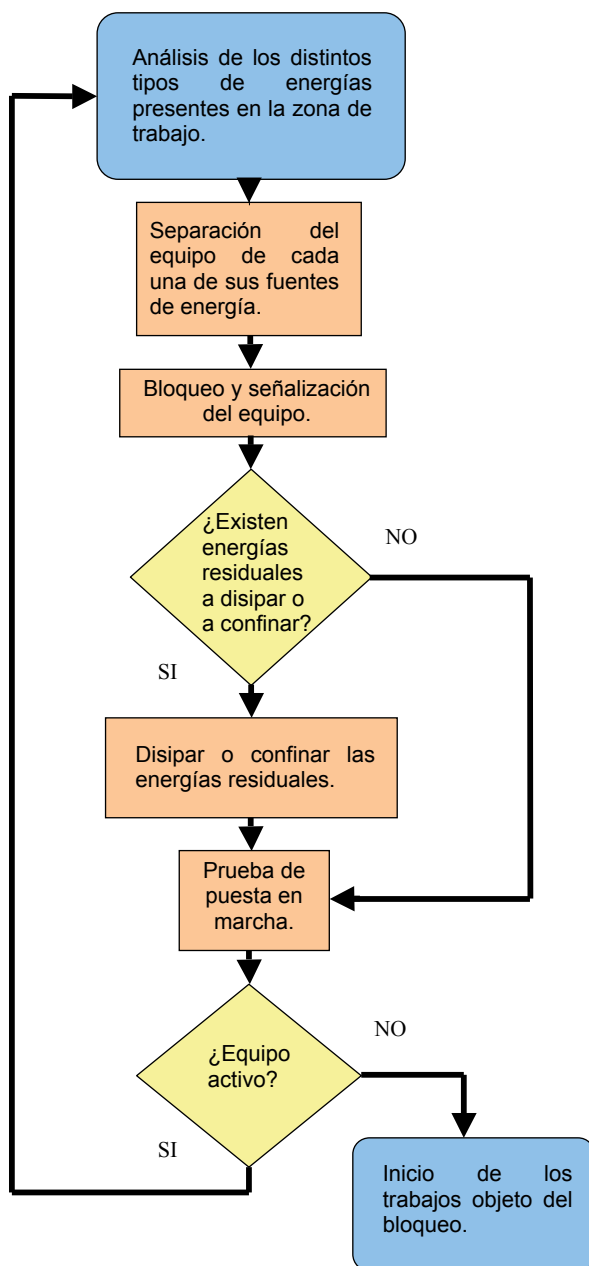 Análisis de los distintos
tipos de energías
presentes en la zona de
trabajo.
Separación del
equipo de cada
una de sus fuentes
de energía.
Bloqueo y señalización
del equipo.
¿Existen
energías
residuales
a disipar o
a confinar?
NO
SI
Disipar o confinar las
energías residuales.
Prueba de
puesta en
marcha.
¿Equipo
activo?
NO
SI
Inicio de los
trabajos objeto del
bloqueo.